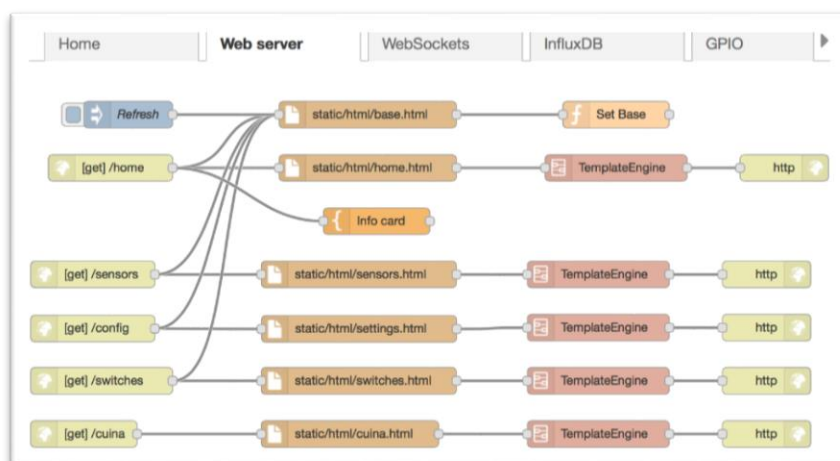 Home Web server WebSockets InfluxDB GPIO
Refresh static/html/base.html Set Base
[get] /home static/html/home.html TemplateEngine http
Info card
[get] /sensors static/html/sensors.html TemplateEngine http
[get] /config static/html/settings.html TemplateEngine http
[get] /switches static/html/switches.html TemplateEngine http
[get] /cuina static/html/cuina.html TemplateEngine http